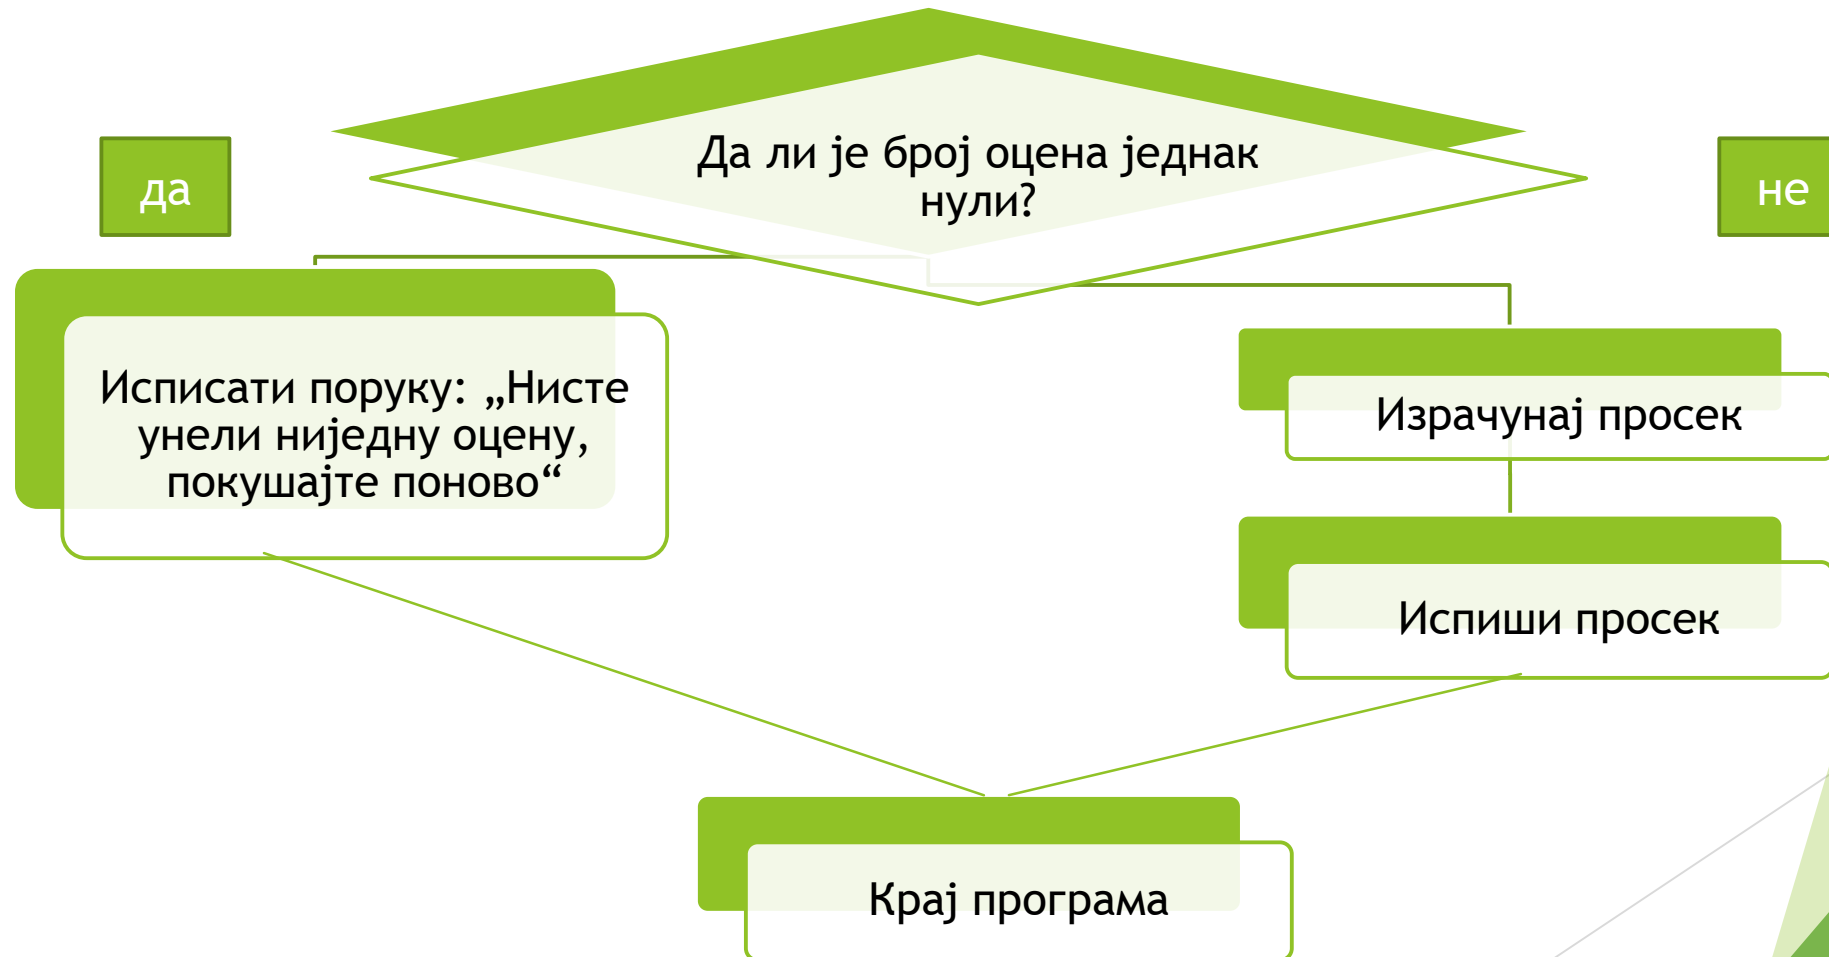 Да ли је број оцена једнак
нули?
да
не
Исписати поруку: „Нисте
унели ниједну оцену,
покушајте поново“
Израчунај просек
Испиши просек
Крај програма